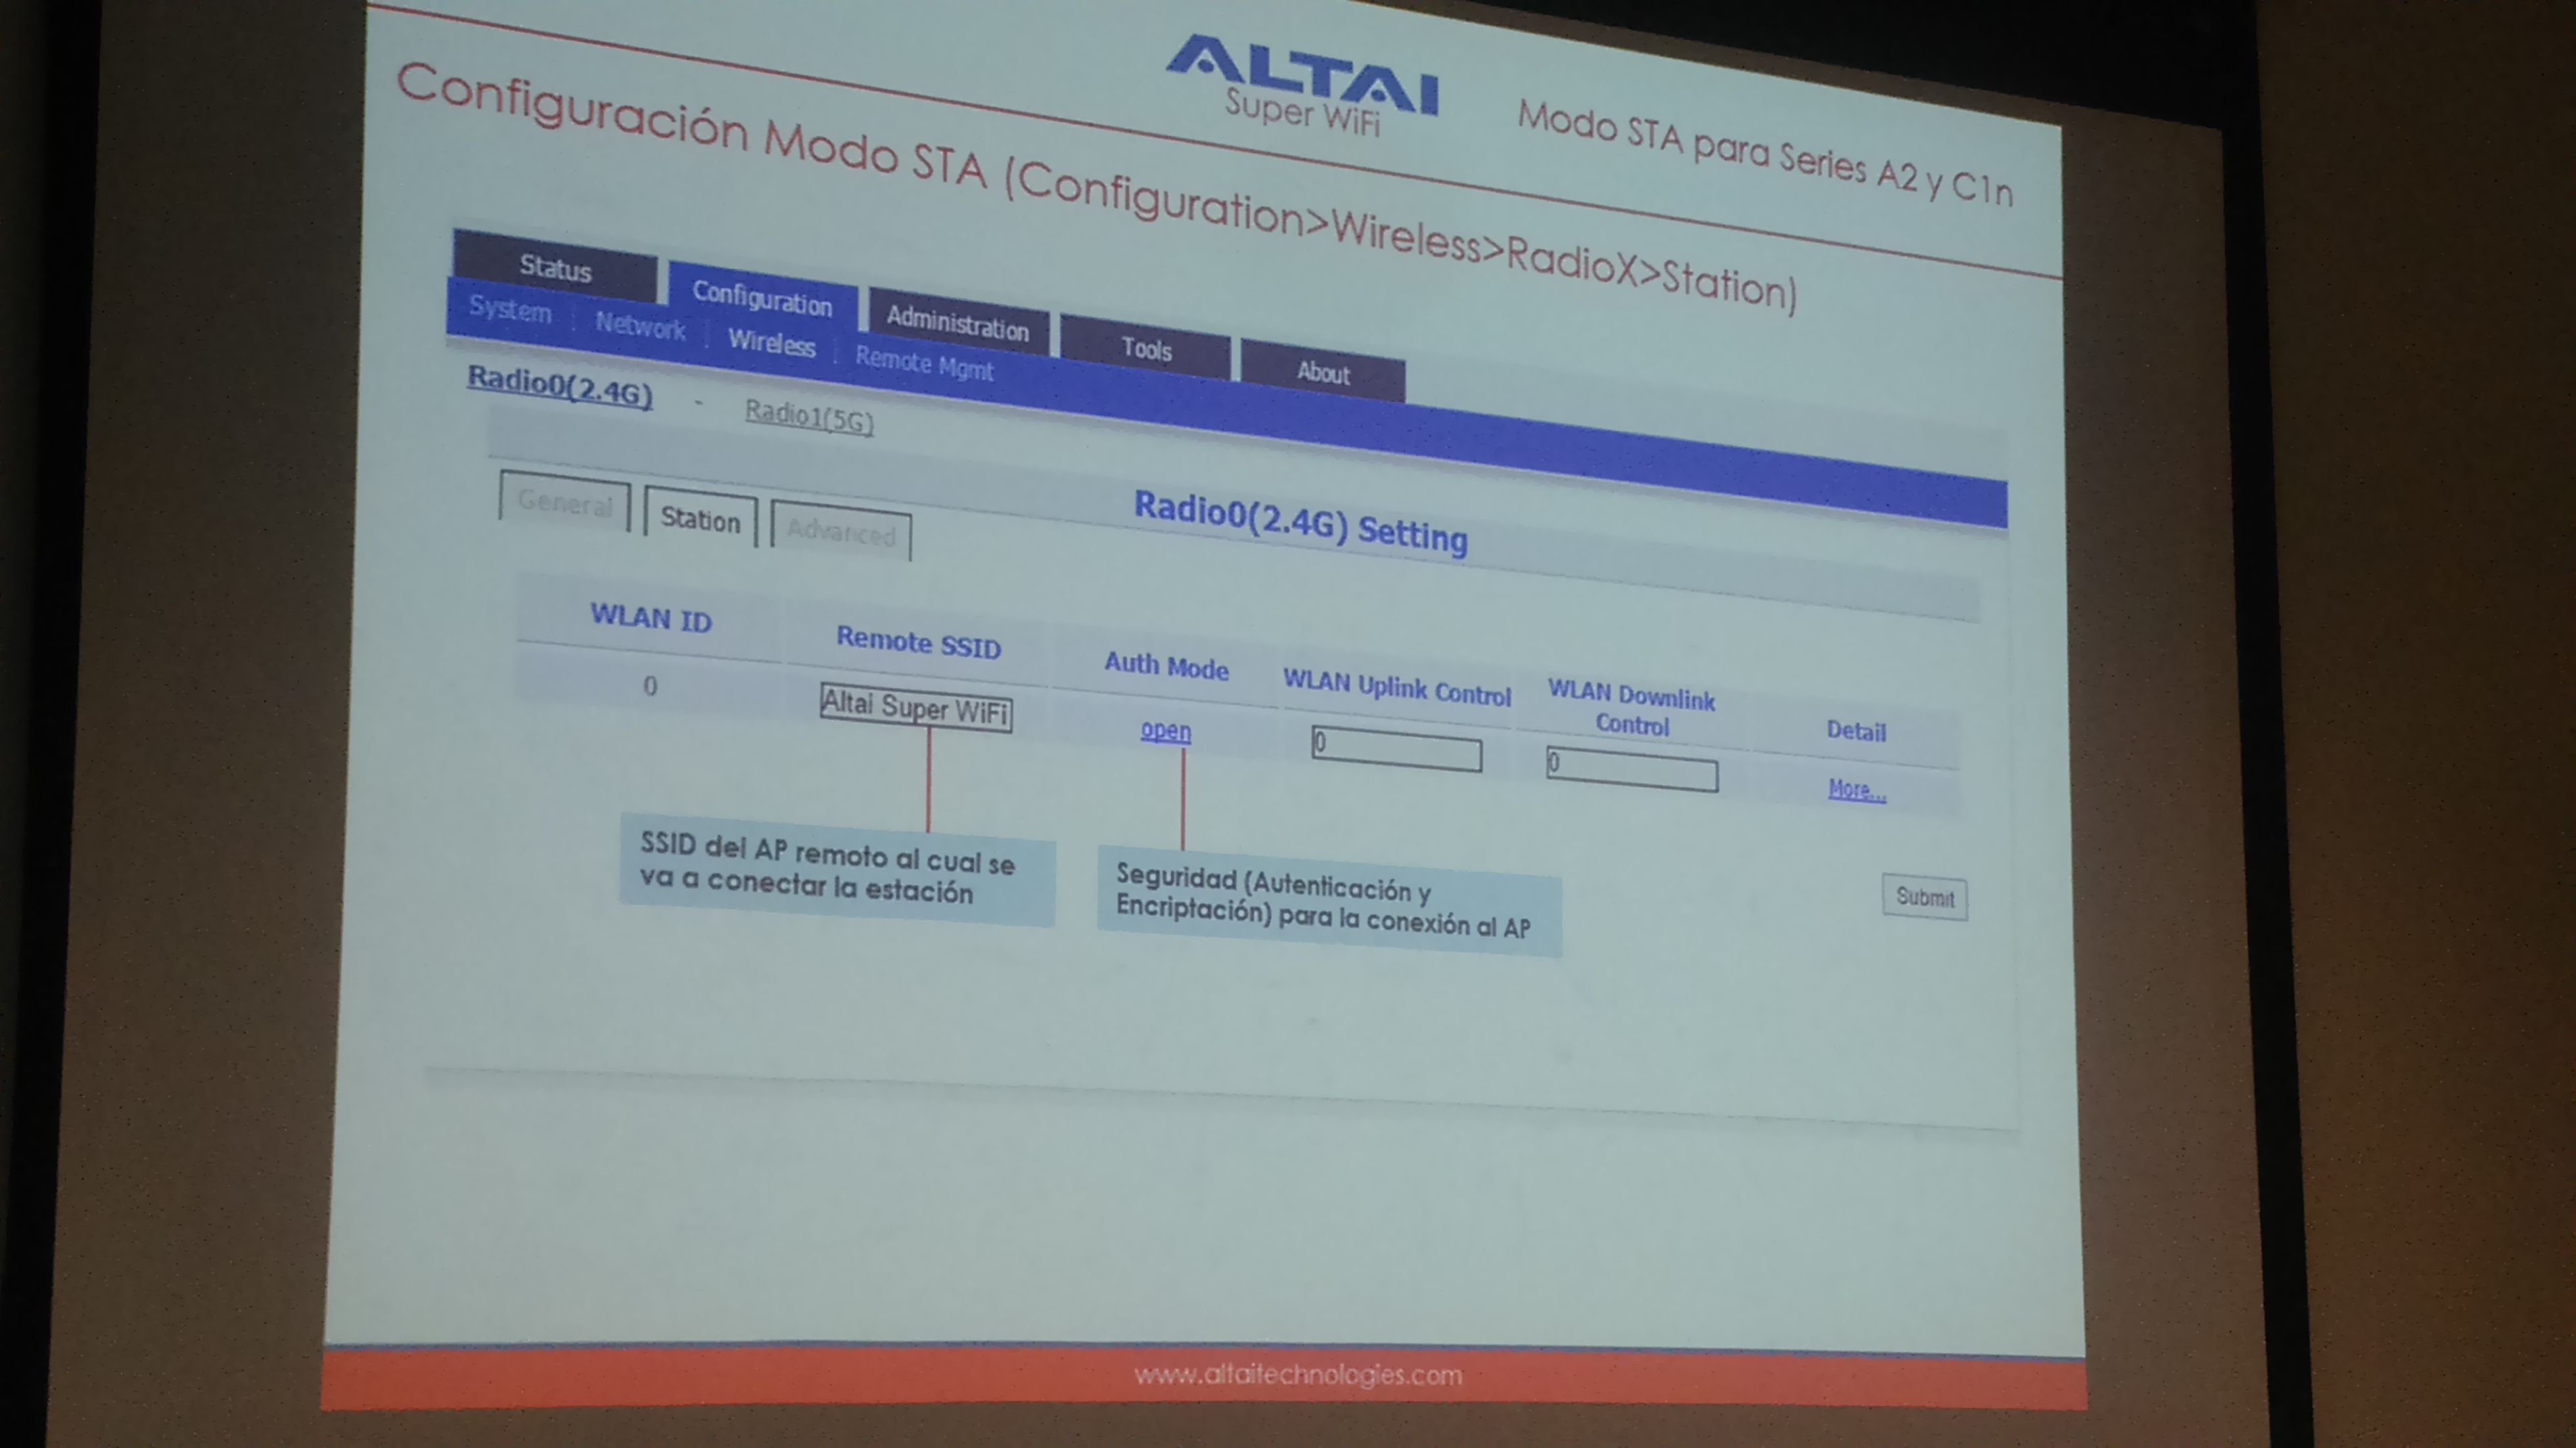 ALTAI
Super WiFi
Modo STA para Series A2 y C1n
Configuración Modo STA (Configuration>Wireless>RadioX>Station)
Status Configuration Administration Tools About
System Network Wireless Remote Mgmt
Radio0(2.4G) - Radio1(5G)
Radio0(2.4G) Setting
General Station Advanced
WLAN ID Remote SSID Auth Mode WLAN Uplink Control WLAN Downlink
Control Detail
0 Altai Super WiFi open 0 0 More...
SSID del AP remoto al cual se
va a conectar la estación
Seguridad (Autenticación y
Encriptación) para la conexión al AP
Submit
www.altaitechnologies.com